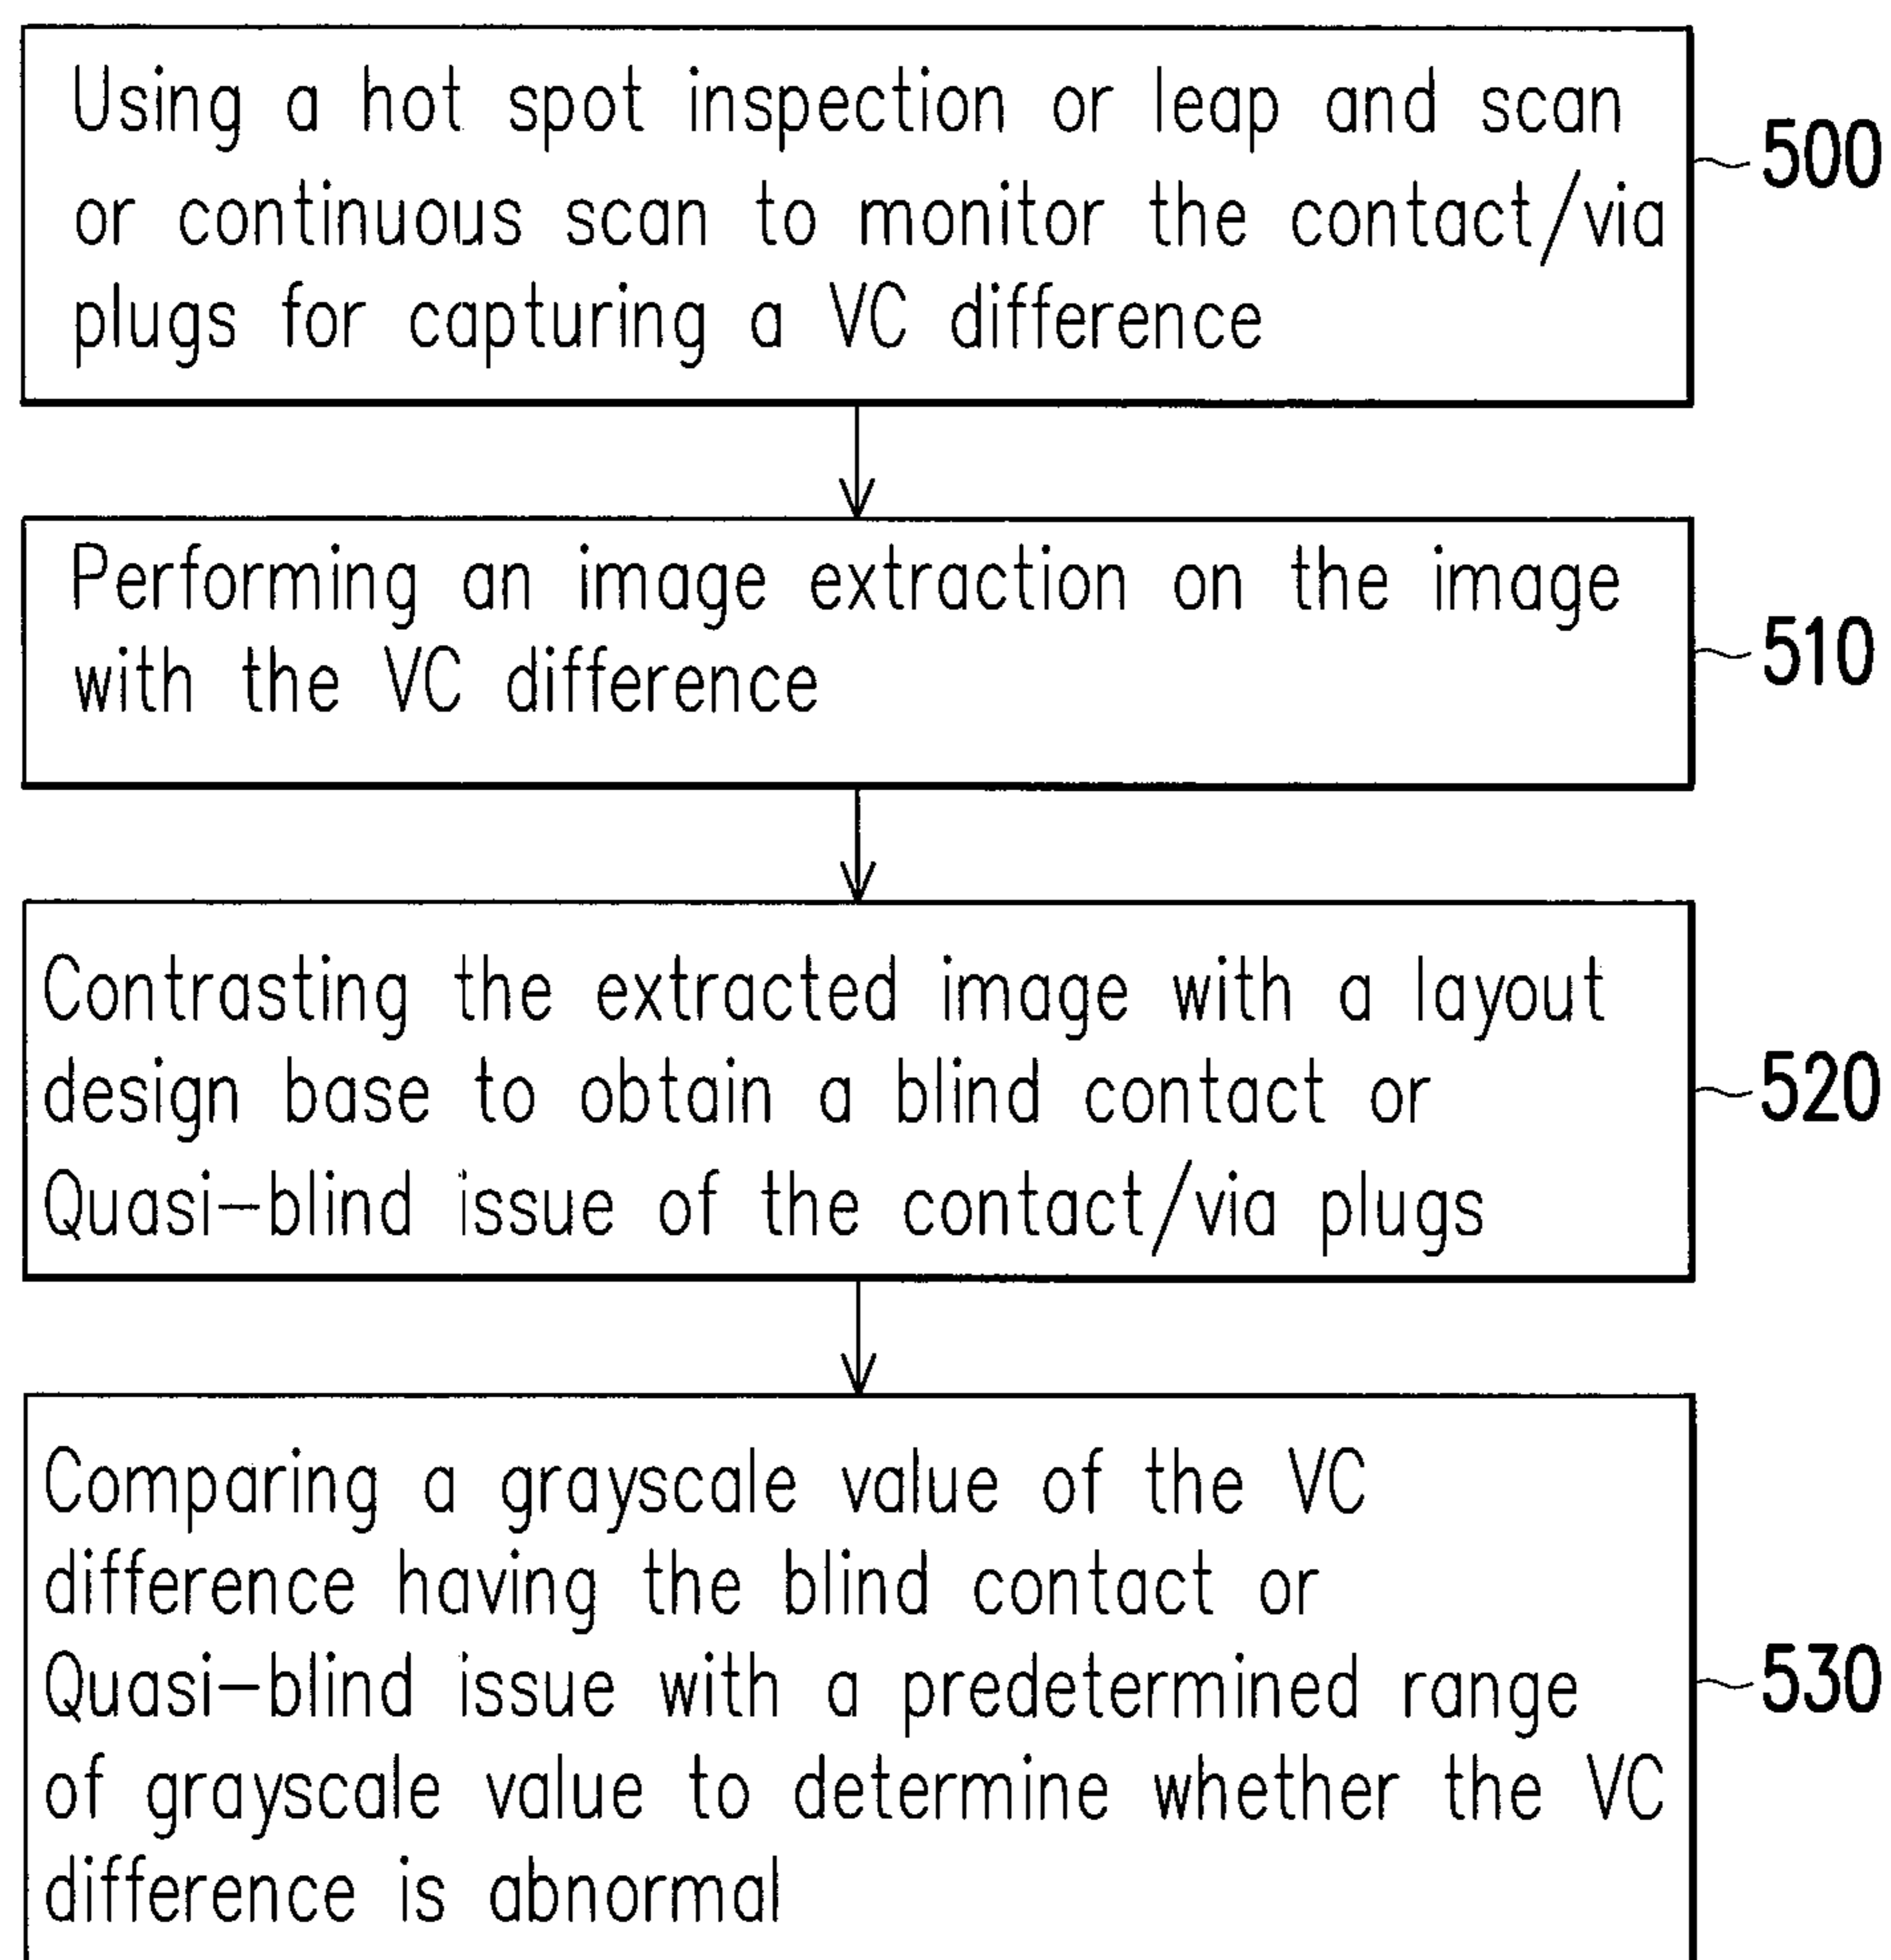 Using a hot spot inspection or leap and scan
or continuous scan to monitor the contact/via
plugs for capturing a VC difference
500
Performing an image extraction on the image
with the VC difference
510
Contrasting the extracted image with a layout
design base to obtain a blind contact or
Quasi-blind issue of the contact/via plugs
520
Comparing a grayscale value of the VC
difference having the blind contact or
Quasi-blind issue with a predetermined range
of grayscale value to determine whether the VC
difference is abnormal
530